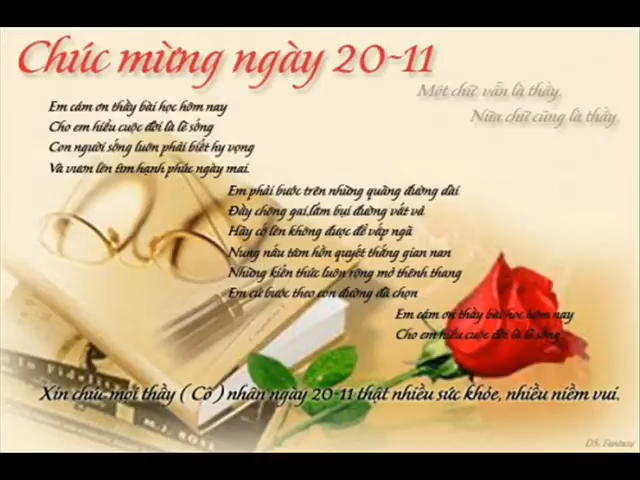 Chúc mừng ngày 20-11
Một chữ vẫn là thầy.
Nửa chữ cũng là thầy.
Em cám ơn thầy bài học hôm nay
Cho em hiểu cuộc đời là lẽ sống
Con người sống luôn phải biết hy vọng
Và vươn lên tìm hạnh phúc ngày mai.
Em phải bước trên những quãng đường dài
Đầy chông gai,lấm bụi đường vất vả
Hãy cố lên không được để vấp ngã
Nung nấu tâm hồn quyết thắng gian nan
Những kiến thức luôn rộng mở thênh thang
Em cứ bước theo con đường đã chọn
Em cám ơn thầy bài học hôm nay
Cho em hiểu cuộc đời là lẽ sống
Xin chúc mọi thầy ( Cô ) nhân ngày 20-11 thật nhiều sức khỏe, nhiều niềm vui.
M.J. ROSE
DS: Fantasy